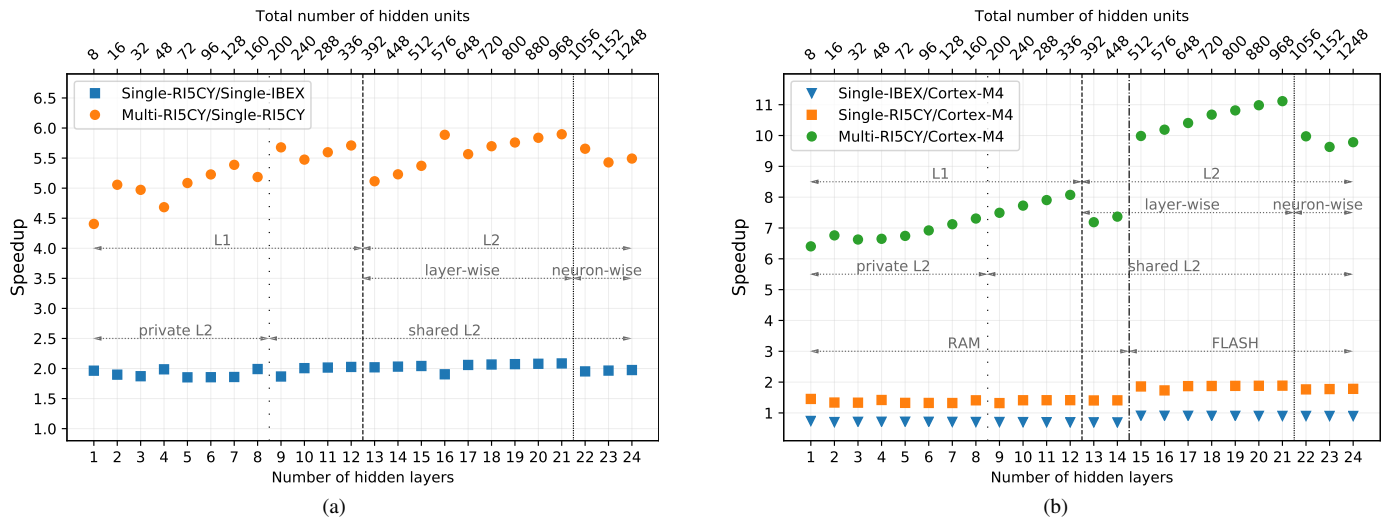 Total number of hidden units
8 16 32 48 72 96 128 160 200 240 288 336 392 448 512 576 648 720 800 880 968 1056 1152 1248
6.5
6.0
5.5
5.0
4.5
4.0
3.5
3.0
2.5
2.0
1.5
1.0
Speedup
Single-RI5CY/Single-IBEX
Multi-RI5CY/Single-RI5CY
L1 L2
layer-wise neuron-wise
private L2 shared L2
1 2 3 4 5 6 7 8 9 10 11 12 13 14 15 16 17 18 19 20 21 22 23 24
Number of hidden layers
(a)
Total number of hidden units
8 16 32 48 72 96 128 160 200 240 288 336 392 448 512 576 648 720 800 880 968 1056 1152 1248
11
10
9
8
7
6
5
4
3
2
1
Speedup
Single-IBEX/Cortex-M4
Single-RI5CY/Cortex-M4
Multi-RI5CY/Cortex-M4
L1 L2
layer-wise neuron-wise
private L2 shared L2
RAM FLASH
1 2 3 4 5 6 7 8 9 10 11 12 13 14 15 16 17 18 19 20 21 22 23 24
Number of hidden layers
(b)